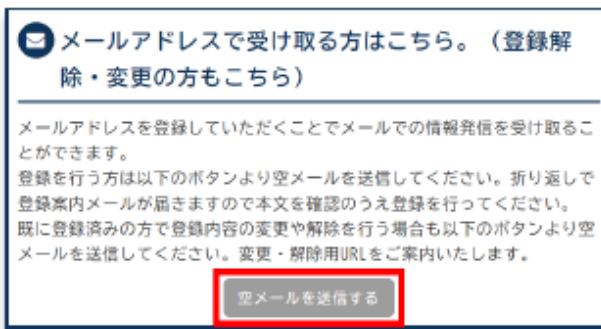 メールアドレスで受け取る方はこちら。（登録解
除・変更の方もこちら）
メールアドレスを登録していただくことでメールでの情報発信を受け取るこ
とができます。
登録を行う方は以下のボタンより空メールを送信してください。折り返しで
登録案内メールが届きますので本文を確認のうえ登録を行ってください。
既に登録済みの方で登録内容の変更や解除を行う場合も以下のボタンより空
メールを送信してください。変更・解除用URLをご案内いたします。
空メールを送信する